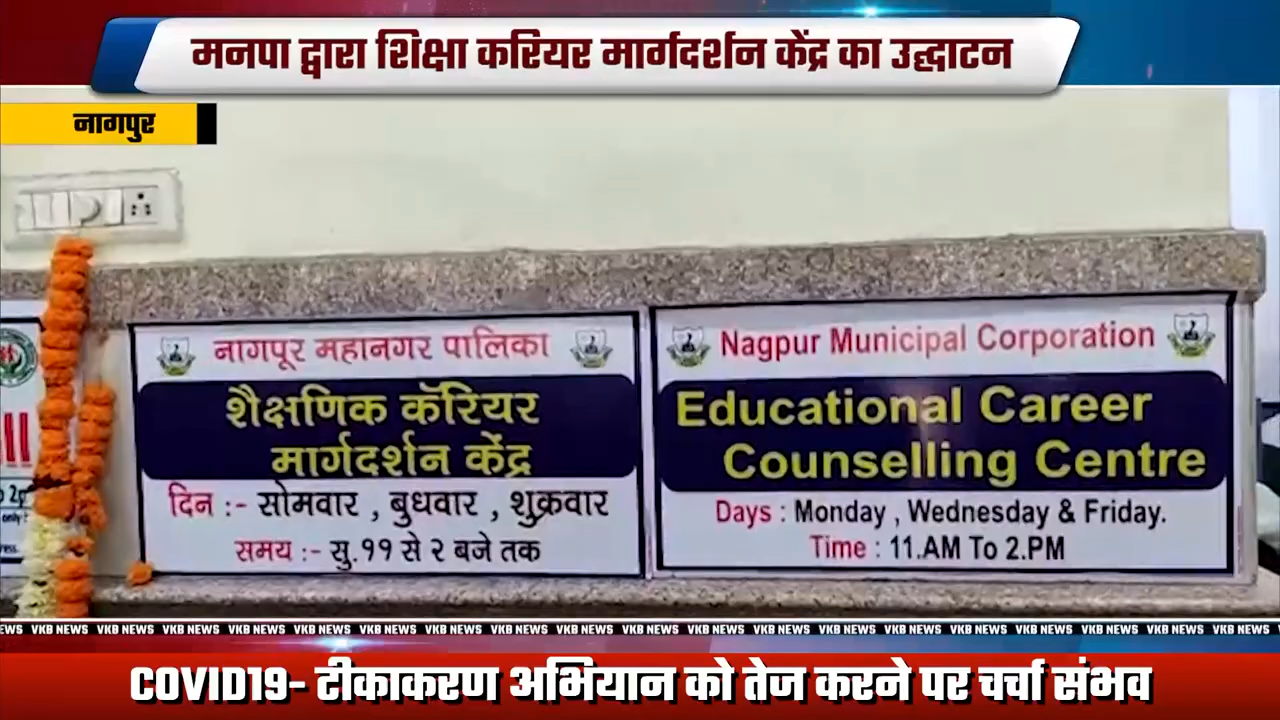 मनपा द्वारा शिक्षा करियर मार्गदर्शन केंद्र का उद्घाटन
नागपुर
नागपूर महानगर पालिका
शैक्षणिक कॅरियर
मार्गदर्शन केंद्र
दिन :- सोमवार , बुधवार , शुक्रवार
समय :- सु.११ से २ बजे तक
Nagpur Municipal Corporation
Educational Career
Counselling Centre
Days : Monday , Wednesday & Friday.
Time : 11.AM To 2.PM
EWS VKB NEWS VKB NEWS VKB NEWS VKB NEWS VKB NEWS VKB NEWS VKB NEWS VKB NEWS VKB NEWS VKB NEWS VKB NEWS VKB NEWS VKB NEWS VKB NEWS VKB NEWS VKB NEWS VKB NEWS VKB NEWS VKB NEWS
COVID19- टीकाकरण अभियान को तेज करने पर चर्चा संभव